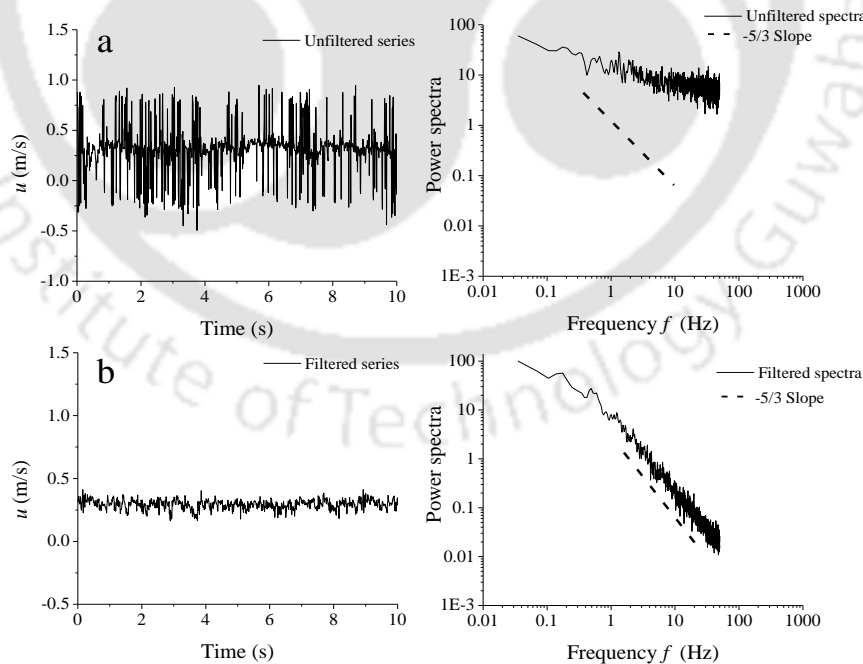 a
Unfiltered series
1.5
1.0
0.5
0.0
-0.5
-1.0
u (m/s)
0 2 4 6 8 10
Time (s)
Unfiltered spectra
-5/3 Slope
100
10
1
0.1
0.01
1E-3
Power spectra
0.01 0.1 1 10 100 1000
Frequency f (Hz)
b
Filtered series
1.5
1.0
0.5
0.0
-0.5
u (m/s)
0 2 4 6 8 10
Time (s)
Filtered spectra
-5/3 Slope
100
10
1
0.1
0.01
1E-3
Power spectra
0.01 0.1 1 10 100 1000
Frequency f (Hz)
Institute of Technology Guwah